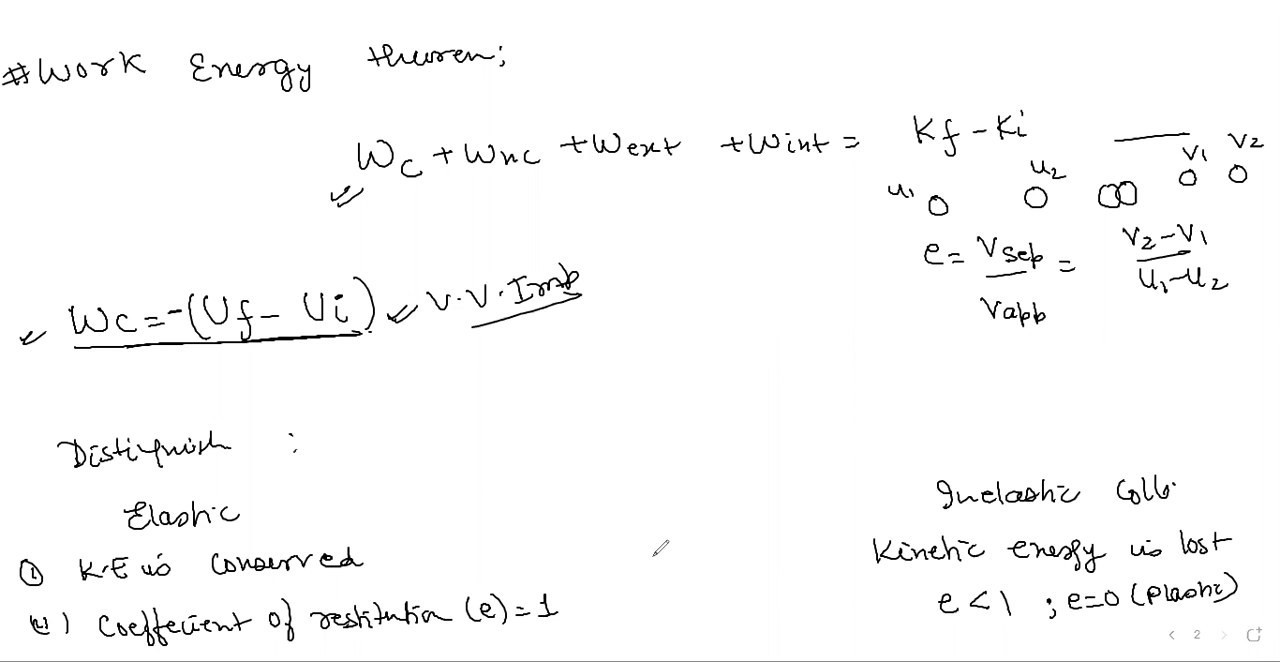 #Work Energy theorem;
Wc + Wnc + Wext + Wint = Kf - Ki
u1 u2 v1 v2
e = Vsep = V2-V1
Vapp u1-u2
Wc = -(Uf - Ui) V.V.Imp
Distinguish :
Elastic Inelastic Coll.
① K.E is Conserved Kinetic energy is lost
(ii) Coeffecient of restitution (e) = 1 e < 1 ; e=0 (Plastic)
2